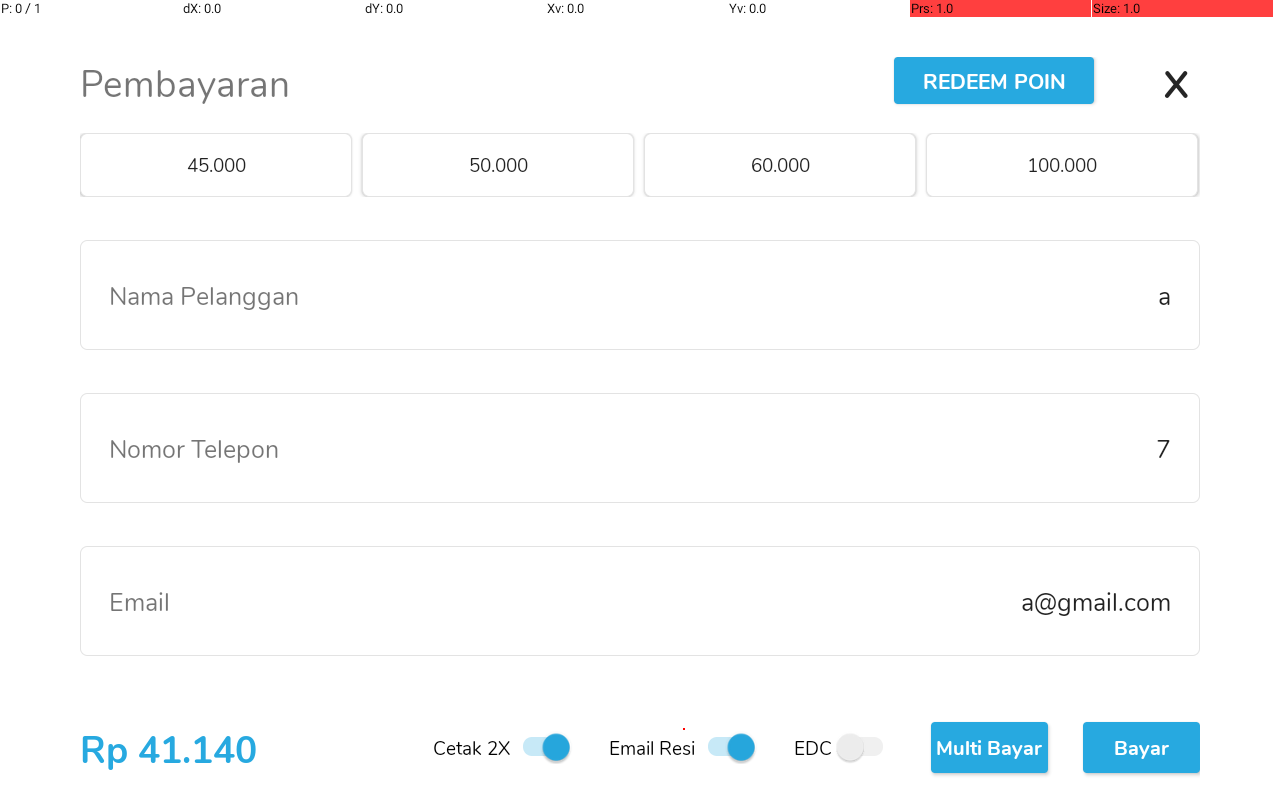 P: 0 / 1 dX: 0.0 dY: 0.0 Xv: 0.0 Yv: 0.0 Prs: 1.0 Size: 1.0
Pembayaran REDEEM POIN X
45.000 50.000 60.000 100.000
Nama Pelanggan a
Nomor Telepon 7
Email a@gmail.com
Rp 41.140 Cetak 2X Email Resi EDC Multi Bayar Bayar